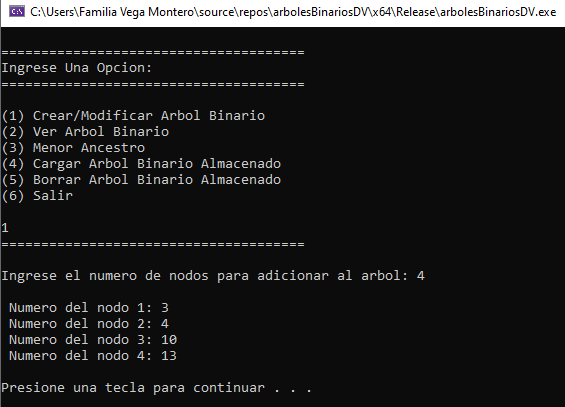 C:\Users\Familia Vega Montero\source\repos\arbolesBinariosDV\x64\Release\arbolesBinariosDV.exe
======================================
Ingrese Una Opcion:
======================================
(1) Crear/Modificar Arbol Binario
(2) Ver Arbol Binario
(3) Menor Ancestro
(4) Cargar Arbol Binario Almacenado
(5) Borrar Arbol Binario Almacenado
(6) Salir
1
======================================
Ingrese el numero de nodos para adicionar al arbol: 4
Numero del nodo 1: 3
Numero del nodo 2: 4
Numero del nodo 3: 10
Numero del nodo 4: 13
Presione una tecla para continuar . . .